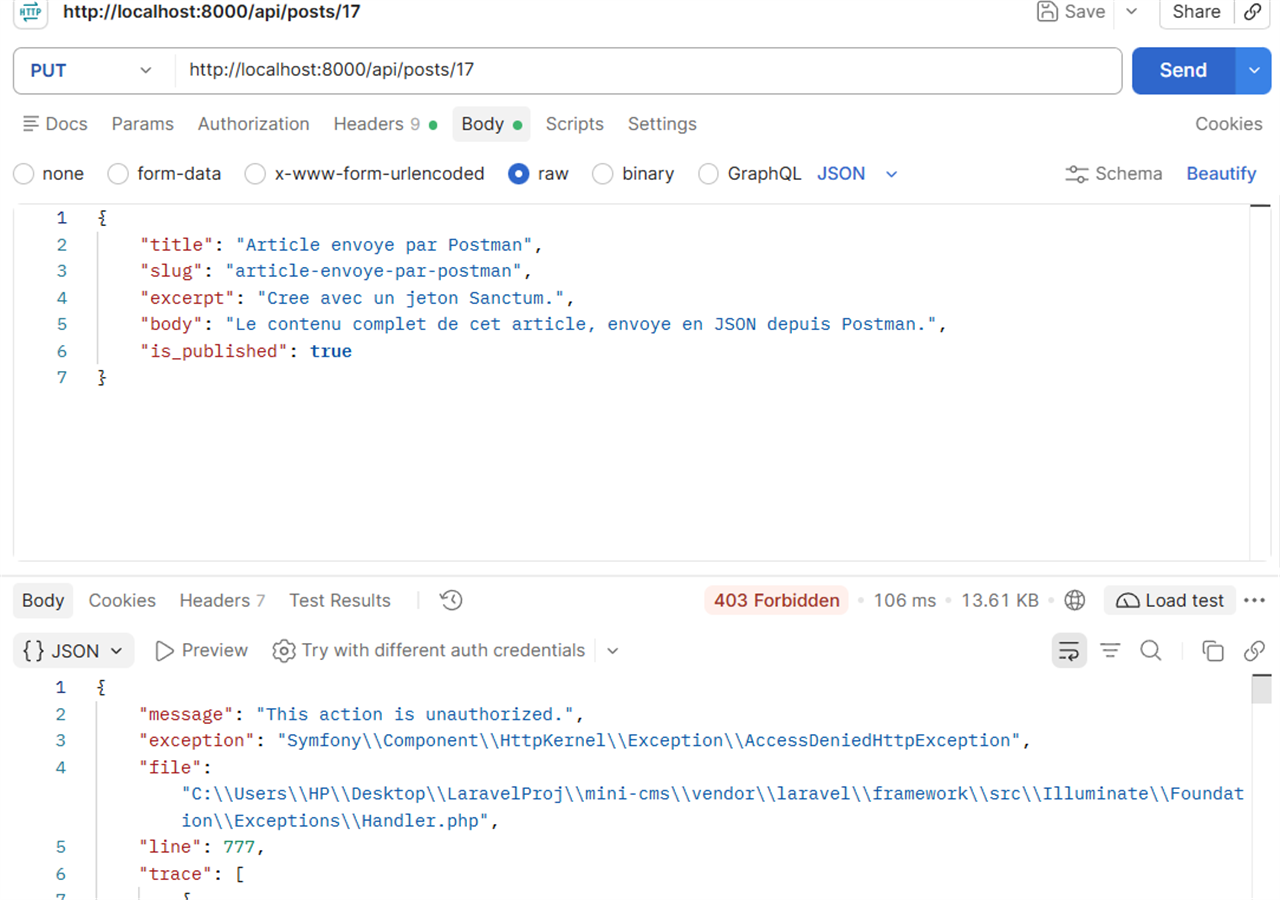 HTTP http://localhost:8000/api/posts/17 Save Share
PUT http://localhost:8000/api/posts/17 Send
Docs Params Authorization Headers 9 Body Scripts Settings Cookies
none form-data x-www-form-urlencoded raw binary GraphQL JSON Schema Beautify
1 {
2 "title": "Article envoye par Postman",
3 "slug": "article-envoye-par-postman",
4 "excerpt": "Cree avec un jeton Sanctum.",
5 "body": "Le contenu complet de cet article, envoye en JSON depuis Postman.",
6 "is_published": true
7 }
Body Cookies Headers 7 Test Results 403 Forbidden • 106 ms • 13.61 KB • Load test •••
{} JSON Preview Try with different auth credentials
1 {
2 "message": "This action is unauthorized.",
3 "exception": "Symfony\\Component\\HttpKernel\\Exception\\AccessDeniedHttpException",
4 "file":
"C:\\Users\\HP\\Desktop\\LaravelProj\\mini-cms\\vendor\\laravel\\framework\\src\\Illuminate\\Foundat
ion\\Exceptions\\Handler.php",
5 "line": 777,
6 "trace": [
7 {